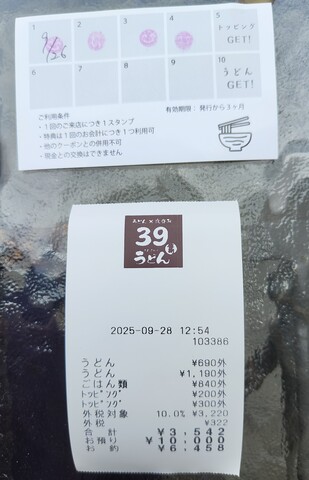 1 2 3 4 5
9/26
トッピング
GET!
6 7 8 9 10
うどん
GET!
有効期限：発行から3ヶ月
ご利用条件
・1回のご来店につき1スタンプ
・特典は1回のお会計につき1つ利用可
・他のクーポンとの併用不可
・現金との交換はできません
39
うどん
2025-09-28 12:54
103386
うどん ¥690外
うどん ¥1,190外
ごはん類 ¥840外
トッピング ¥200外
トッピング ¥300外
外税対象 10.0% ¥3,220
外税 ¥322
合計 ¥3,542
お預り ¥10,000
お釣 ¥6,458